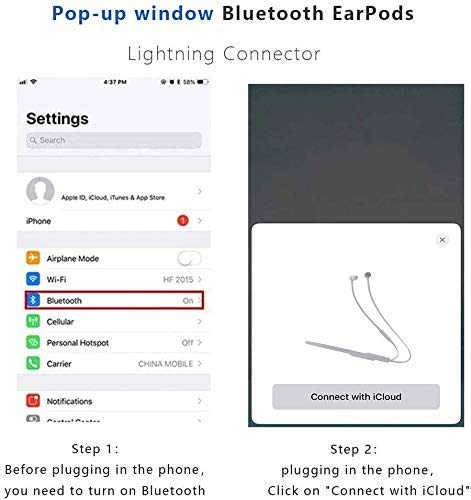 Pop-up window Bluetooth EarPods
Lightning Connector
4:37 PM
58%
Settings
Search
Apple ID, iCloud, iTunes & App Store
iPhone
1
Airplane Mode
Wi-Fi
HF 2015
Bluetooth
On
Cellular
Personal Hotspot
Off
Carrier
CHINA MOBILE
Notifications
Control Center
Connect with iCloud
Step 1:
Before plugging in the phone,
you need to turn on Bluetooth
Step 2:
plugging in the phone,
Click on "Connect with iCloud"